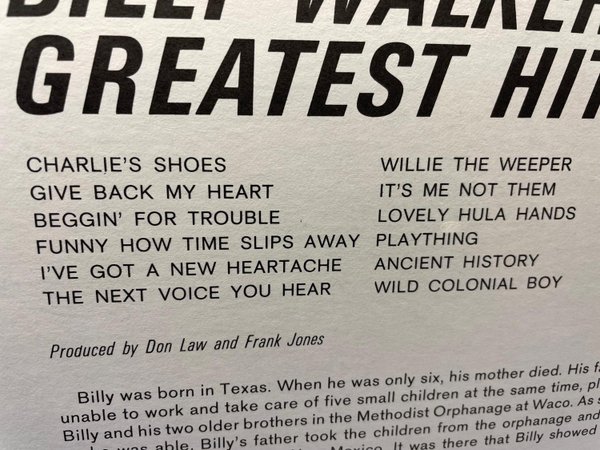 BILLY WALKER
GREATEST HIT
CHARLIE'S SHOES
GIVE BACK MY HEART
BEGGIN' FOR TROUBLE
FUNNY HOW TIME SLIPS AWAY
I'VE GOT A NEW HEARTACHE
THE NEXT VOICE YOU HEAR
WILLIE THE WEEPER
IT'S ME NOT THEM
LOVELY HULA HANDS
PLAYTHING
ANCIENT HISTORY
WILD COLONIAL BOY
Produced by Don Law and Frank Jones
Billy was born in Texas. When he was only six, his mother died. His
unable to work and take care of five small children at the same time,
Billy and his two older brothers in the Methodist Orphanage at Waco. As
was able, Billy's father took the children from the orphanage and
Mexico. It was there that Billy showed